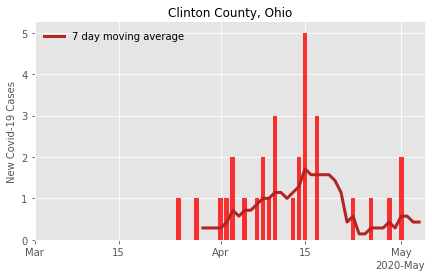 Clinton County, Ohio
7 day moving average
New Covid-19 Cases
5
4
3
2
1
0
Mar 15 April 15 May
2020-May